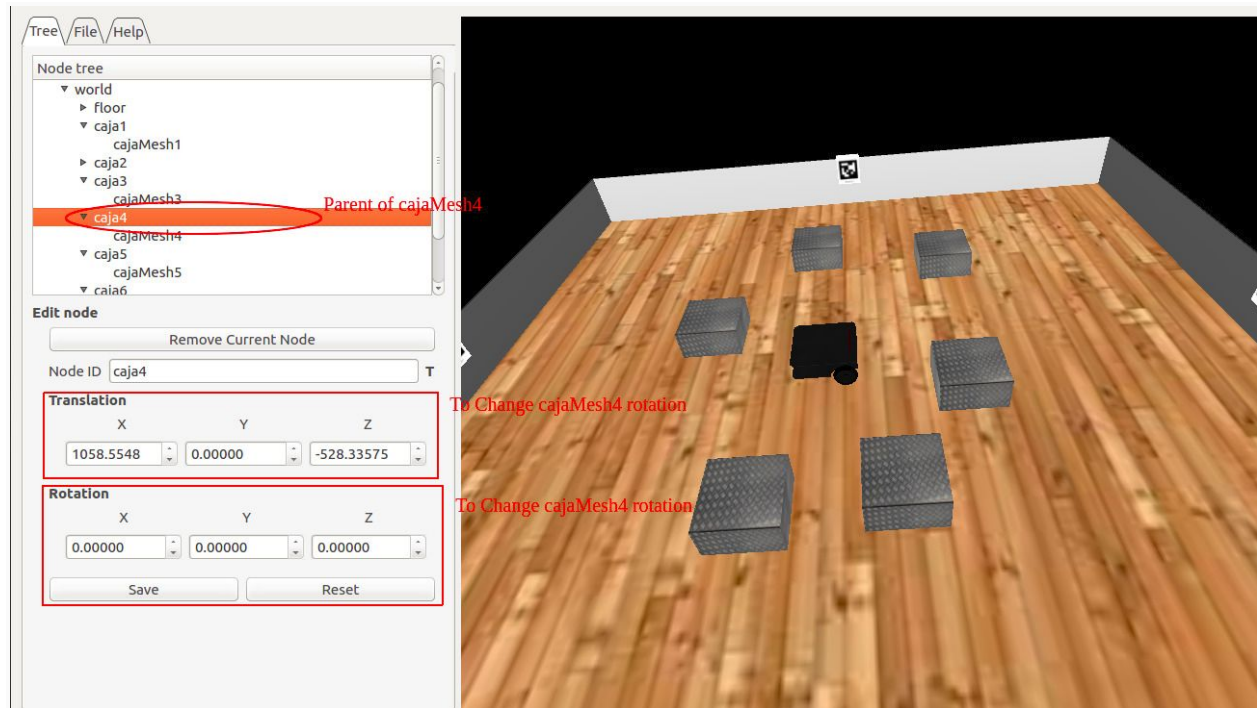 Tree File Help
Node tree
world
floor
caja1
cajaMesh1
caja2
caja3
cajaMesh3
caja4
Parent of cajaMesh4
cajaMesh4
caja5
cajaMesh5
caja6
Edit node
Remove Current Node
Node ID caja4 T
Translation
To Change cajaMesh4 rotation
X Y Z
1058.5548 0.00000 -528.33575
Rotation
To Change cajaMesh4 rotation
X Y Z
0.00000 0.00000 0.00000
Save Reset